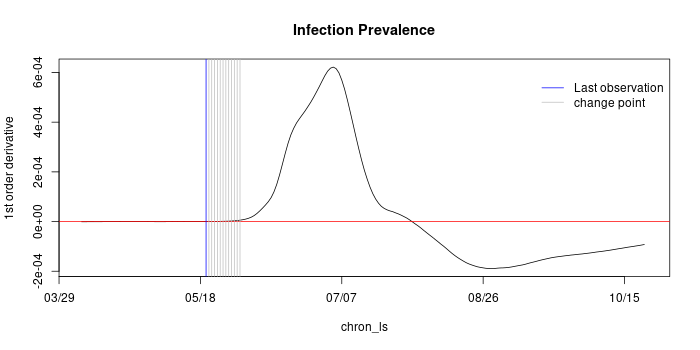 Infection Prevalence
1st order derivative
6e-04
4e-04
2e-04
0e+00
-2e-04
Last observation
change point
03/29
05/18
07/07
08/26
10/15
chron_ls